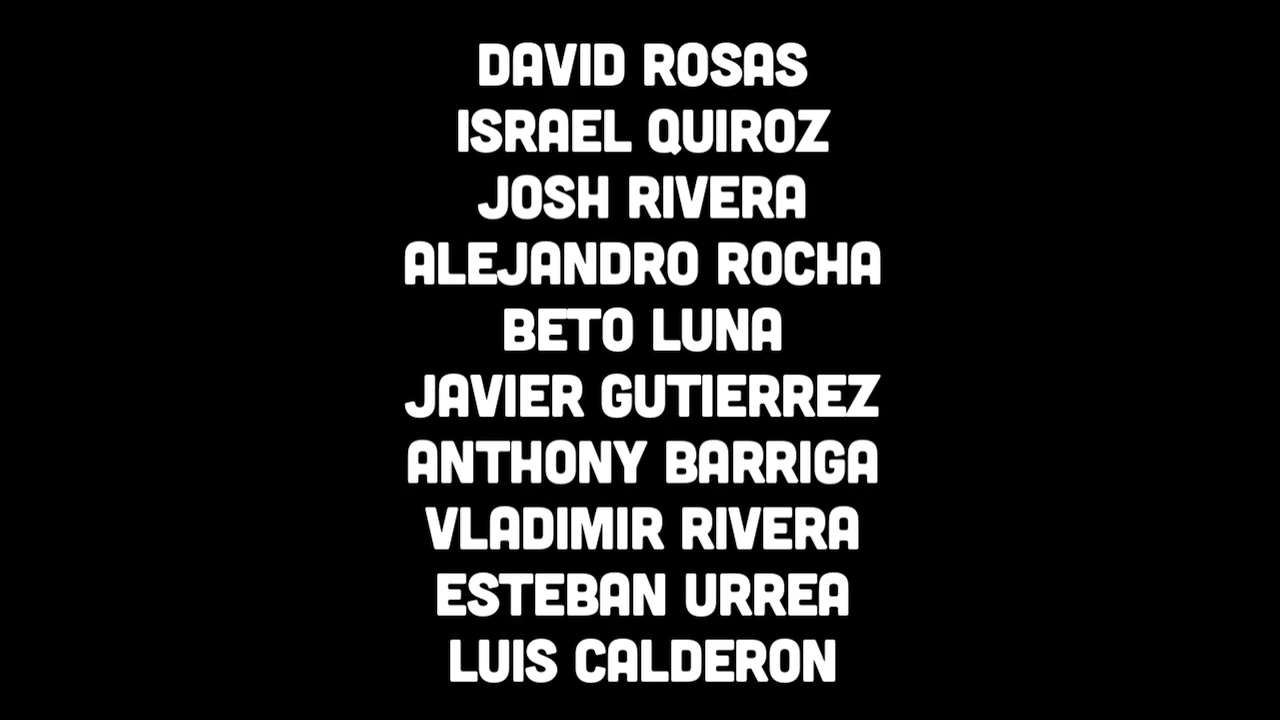 DAVID ROSAS
ISRAEL QUIROZ
JOSH RIVERA
ALEJANDRO ROCHA
BETO LUNA
JAVIER GUTIERREZ
ANTHONY BARRIGA
VLADIMIR RIVERA
ESTEBAN URREA
LUIS CALDERON